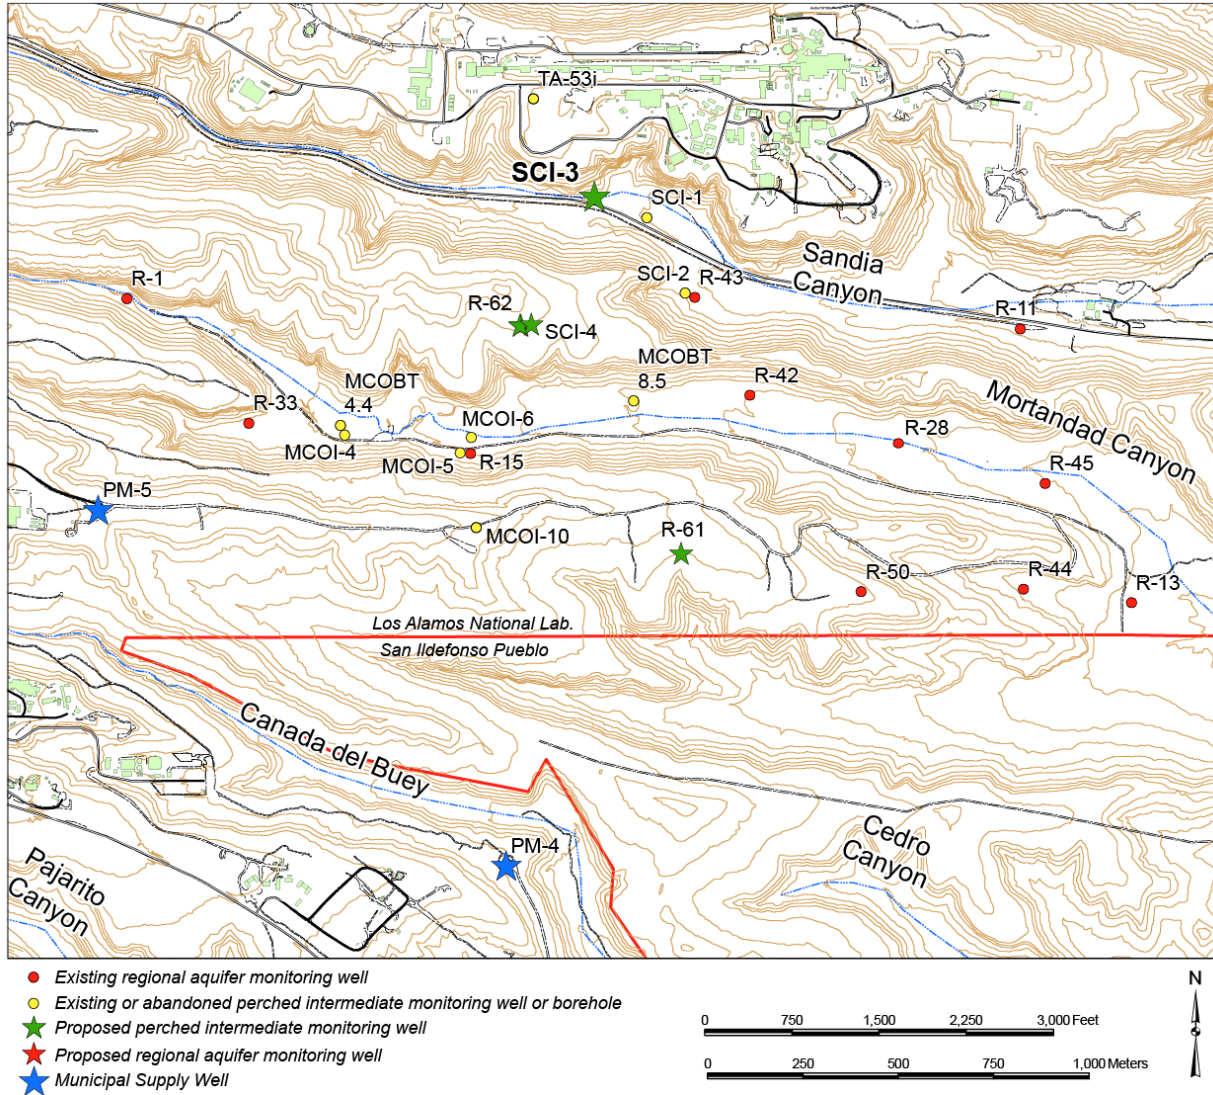 TA-53i
SCI-3
SCI-1
Sandia
Canyon
SCI-2
R-43
R-1
R-62
SCI-4
R-11
MCOBT
4.4
MCOBT
8.5
R-42
Mortandad Canyon
R-33
MCOI-6
R-28
MCOI-4
MCOI-5
R-15
R-45
PM-5
MCOI-10
R-61
R-50
R-44
R-13
Los Alamos National Lab.
San Ildefonso Pueblo
Canada del Buey
Cedro
Canyon
PM-4
Pajarito
Canyon
Existing regional aquifer monitoring well
Existing or abandoned perched intermediate monitoring well or borehole
Proposed perched intermediate monitoring well
Proposed regional aquifer monitoring well
Municipal Supply Well
0 750 1,500 2,250 3,000 Feet
0 250 500 750 1,000 Meters
N